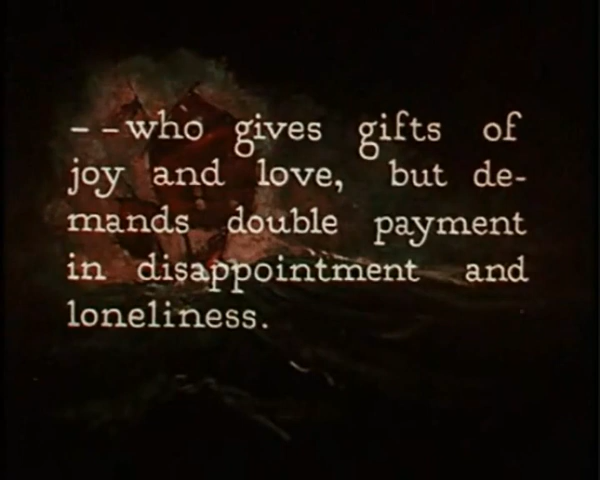 --who gives gifts of
joy and love, but de-
mands double payment
in disappointment and
loneliness.